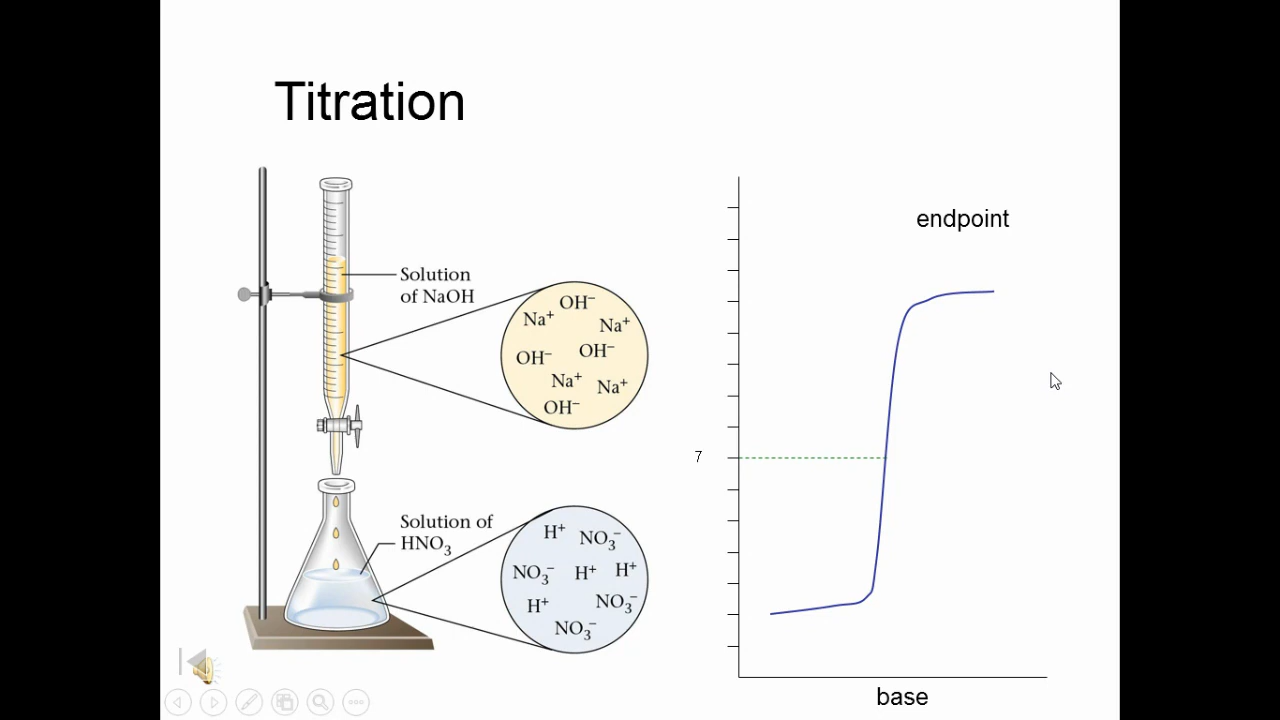 Titration
Solution
of NaOH
OH⁻
Na⁺
Na⁺
OH⁻
OH⁻
Na⁺
Na⁺
OH⁻
Solution of
HNO₃
H⁺
NO₃⁻
NO₃⁻
H⁺
H⁺
H⁺
NO₃⁻
NO₃⁻
endpoint
7
base